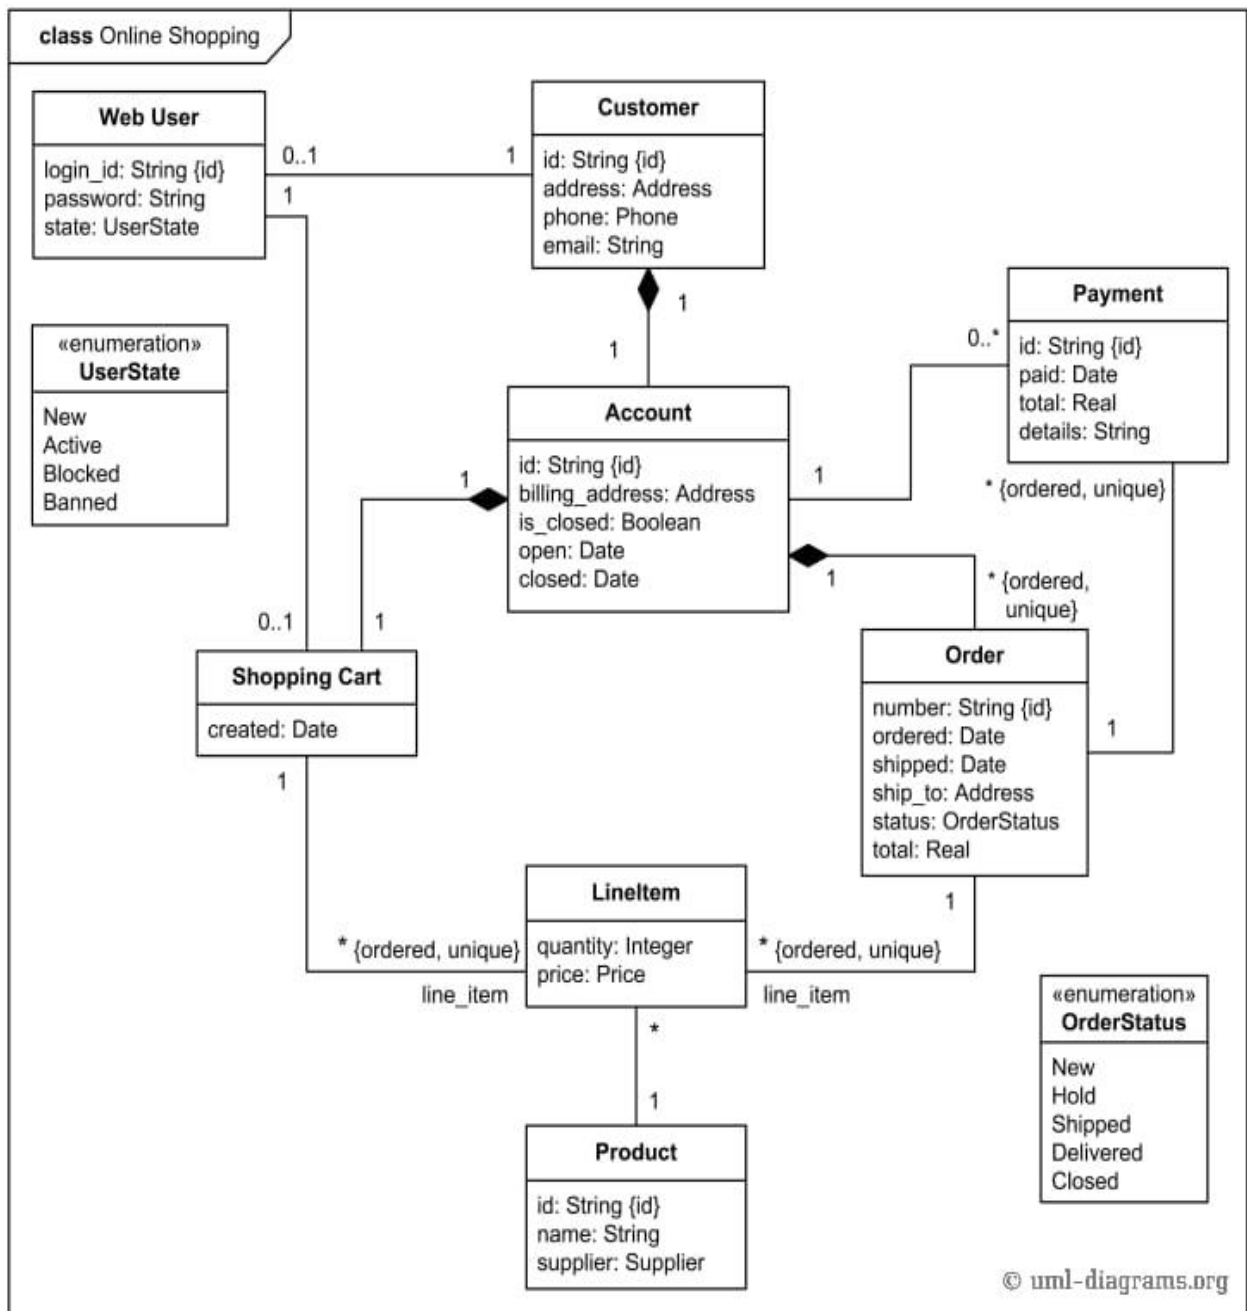 class Online Shopping
Web User
login_id: String {id}
password: String
state: UserState
0..1
1
1
Customer
id: String {id}
address: Address
phone: Phone
email: String
1
1
«enumeration»
UserState
New
Active
Blocked
Banned
Payment
id: String {id}
paid: Date
total: Real
details: String
0..*
1
* {ordered, unique}
Account
id: String {id}
billing_address: Address
is_closed: Boolean
open: Date
closed: Date
1
1
* {ordered,
unique}
0..1
1
Shopping Cart
created: Date
1
Order
number: String {id}
ordered: Date
shipped: Date
ship_to: Address
status: OrderStatus
total: Real
1
1
LineItem
quantity: Integer
price: Price
* {ordered, unique}
line_item
* {ordered, unique}
line_item
*
1
Product
id: String {id}
name: String
supplier: Supplier
«enumeration»
OrderStatus
New
Hold
Shipped
Delivered
Closed
© uml-diagrams.org